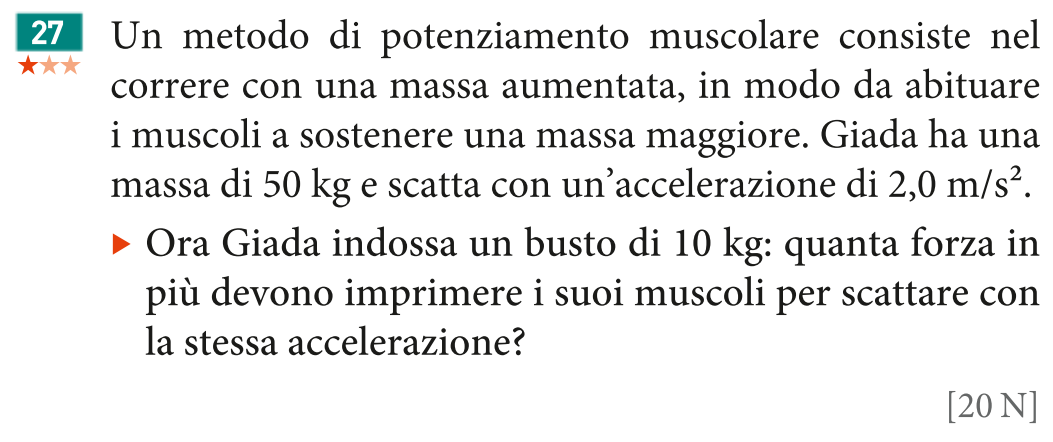 27
Un metodo di potenziamento muscolare consiste nel
correre con una massa aumentata, in modo da abituare
i muscoli a sostenere una massa maggiore. Giada ha una
massa di 50 kg e scatta con un'accelerazione di 2,0 m/s².
▶ Ora Giada indossa un busto di 10 kg: quanta forza in
più devono imprimere i suoi muscoli per scattare con
la stessa accelerazione?
[20 N]